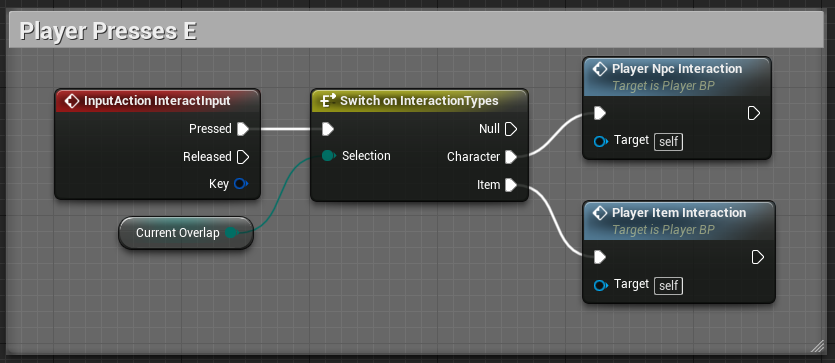 Player Presses E
InputAction InteractInput
Pressed
Released
Key
Current Overlap
Switch on InteractionTypes
Selection
Null
Character
Item
Player Npc Interaction
Target is Player BP
Target self
Player Item Interaction
Target is Player BP
Target self